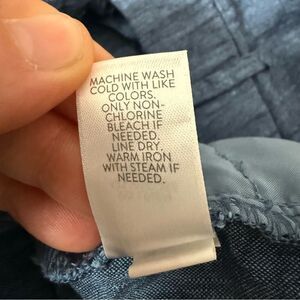 MACHINE WASH
COLD WITH LIKE
COLORS.
ONLY NON-
CHLORINE
BLEACH IF
NEEDED.
LINE DRY.
WARM IRON
WITH STEAM IF
NEEDED.